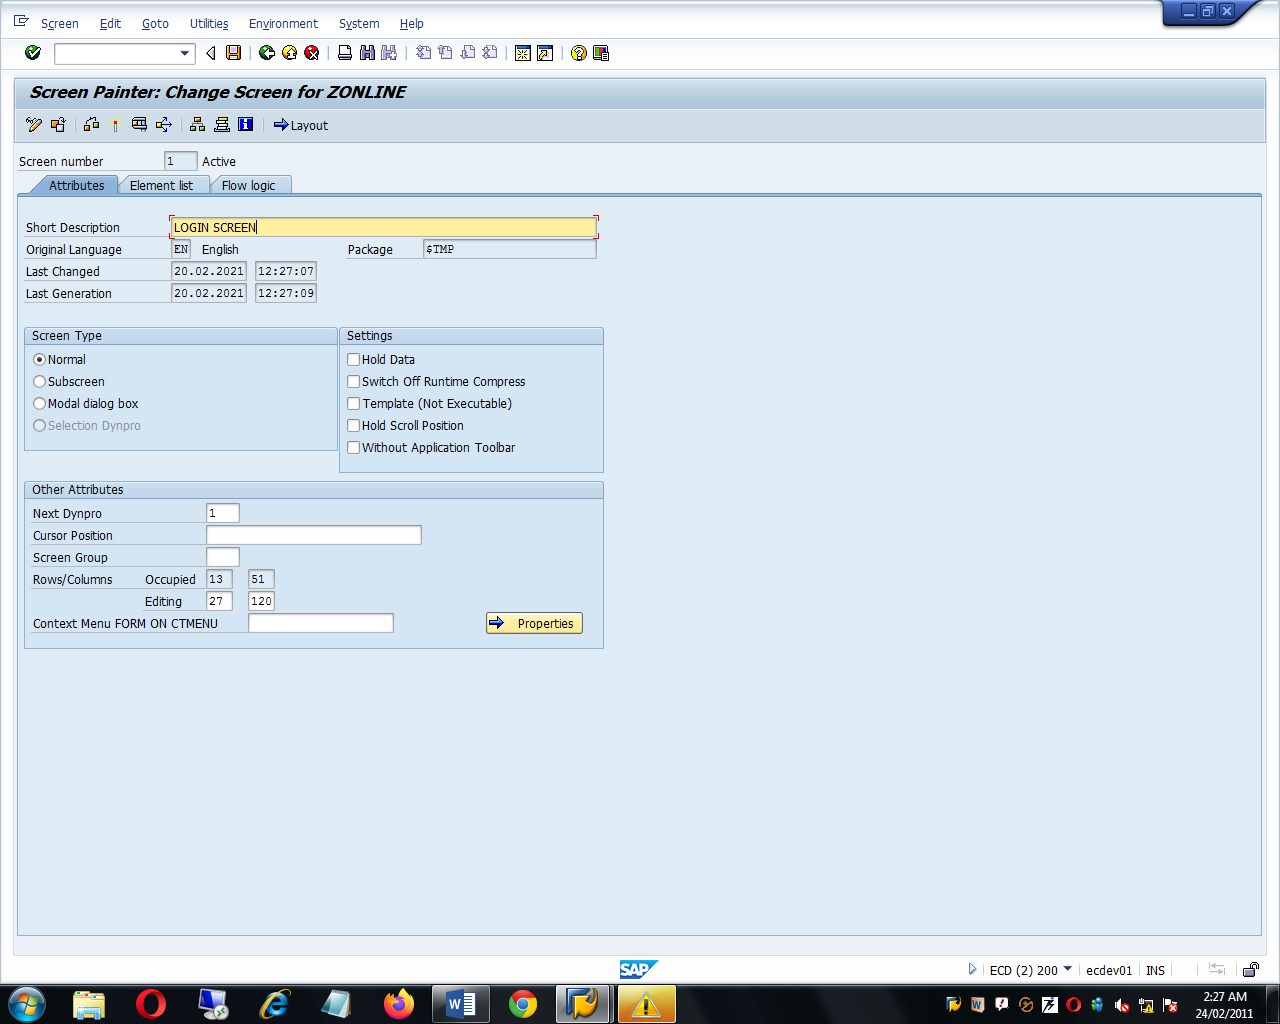 Screen Edit Goto Utilities Environment System Help
Screen Painter: Change Screen for ZONLINE
Layout
Screen number 1 Active
Attributes Element list Flow logic
Short Description LOGIN SCREEN
Original Language EN English Package $TMP
Last Changed 20.02.2021 12:27:07
Last Generation 20.02.2021 12:27:09
Screen Type
Normal
Subscreen
Modal dialog box
Selection Dynpro
Settings
Hold Data
Switch Off Runtime Compress
Template (Not Executable)
Hold Scroll Position
Without Application Toolbar
Other Attributes
Next Dynpro 1
Cursor Position
Screen Group
Rows/Columns Occupied 13 51
Editing 27 120
Context Menu FORM ON CTMENU Properties
SAP ECD (2) 200 ecdev01 INS
2:27 AM
24/02/2011